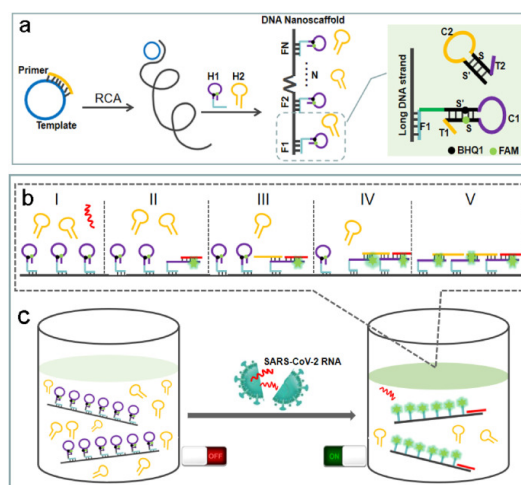 a
DNA Nanoscaffold
FN
Primer
RCA
H1
H2
N
Template
F2
F1
Long DNA strand
C2
S
S'
T2
S'
F1
T1
S
C1
BHQ1
FAM
b
I
II
III
IV
V
c
SARS-CoV-2 RNA
OFF
ON